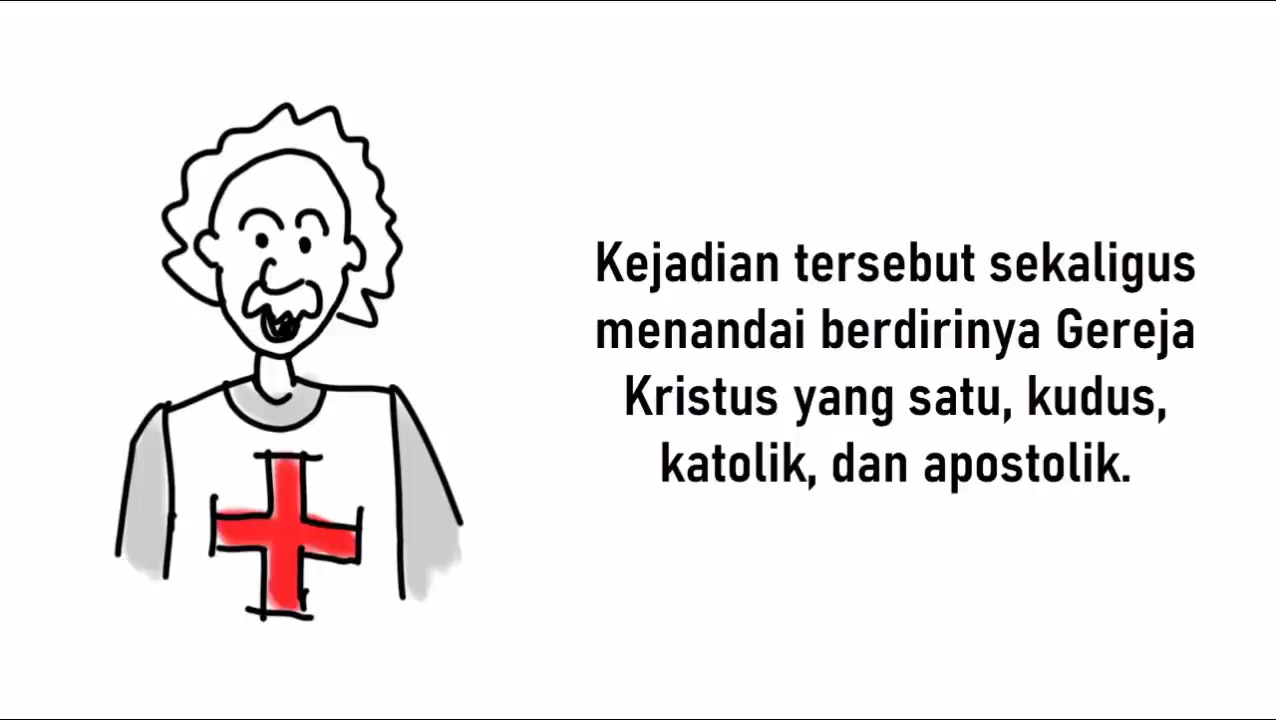 Kejadian tersebut sekaligus
menandai berdirinya Gereja
Kristus yang satu, kudus,
katolik, dan apostolik.